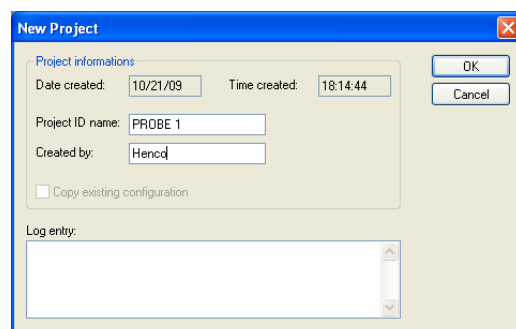 New Project
Project informations
OK
Date created: 10/21/09 Time created: 18:14:44
Cancel
Project ID name: PROBE 1
Created by: Henco
Copy existing configuration
Log entry: